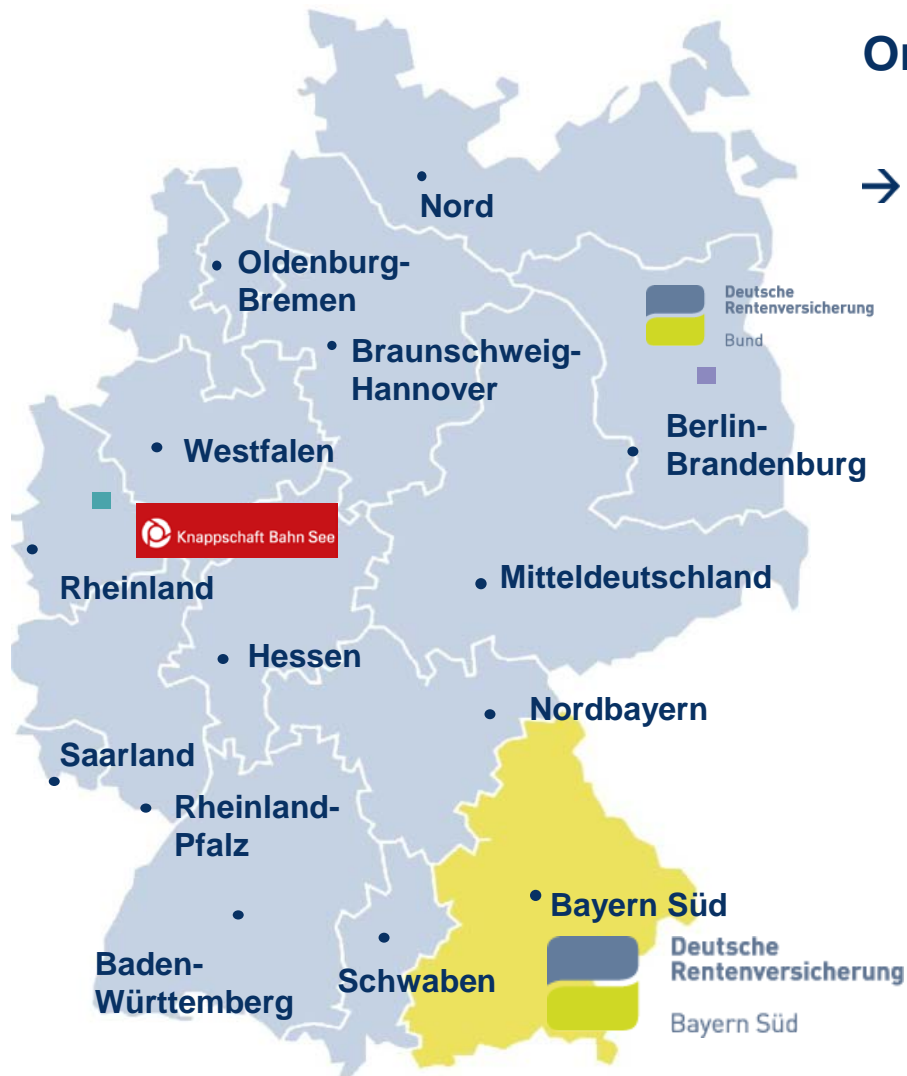 Nord
Oldenburg-
Bremen
Deutsche
Rentenversicherung
Bund
Braunschweig-
Hannover
Berlin-
Brandenburg
Westfalen
Knappschaft Bahn See
Rheinland
Mitteldeutschland
Hessen
Nordbayern
Saarland
Rheinland-
Pfalz
Bayern Süd
Baden-
Württemberg
Schwaben
Deutsche
Rentenversicherung
Bayern Süd